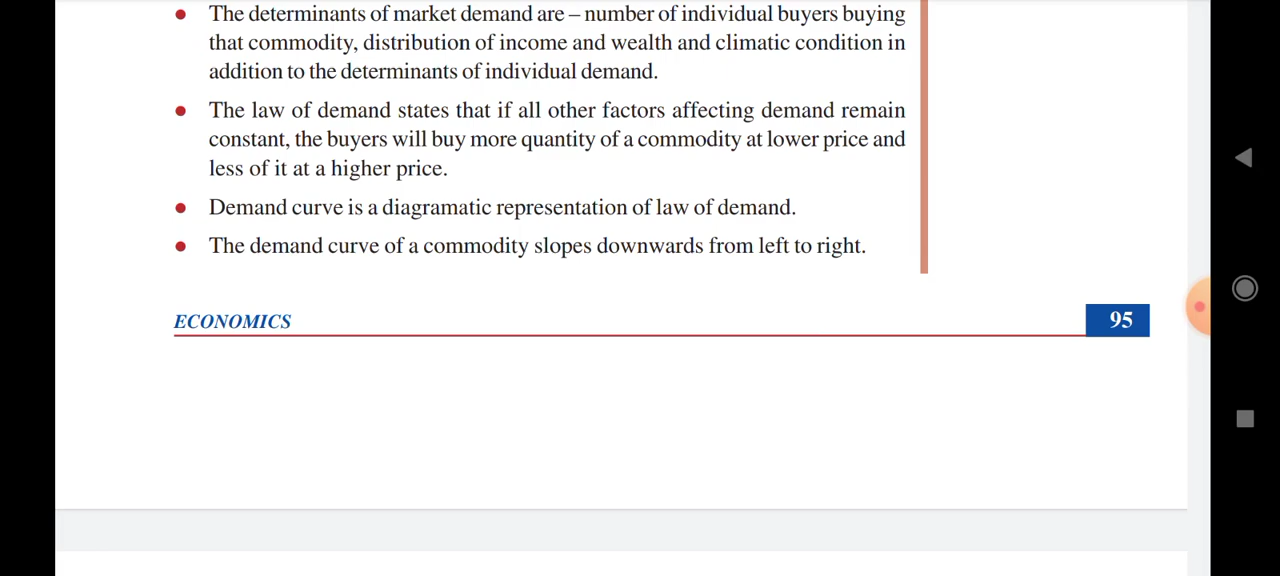 ● The determinants of market demand are – number of individual buyers buying
that commodity, distribution of income and wealth and climatic condition in
addition to the determinants of individual demand.
● The law of demand states that if all other factors affecting demand remain
constant, the buyers will buy more quantity of a commodity at lower price and
less of it at a higher price.
● Demand curve is a diagramatic representation of law of demand.
● The demand curve of a commodity slopes downwards from left to right.
ECONOMICS
95